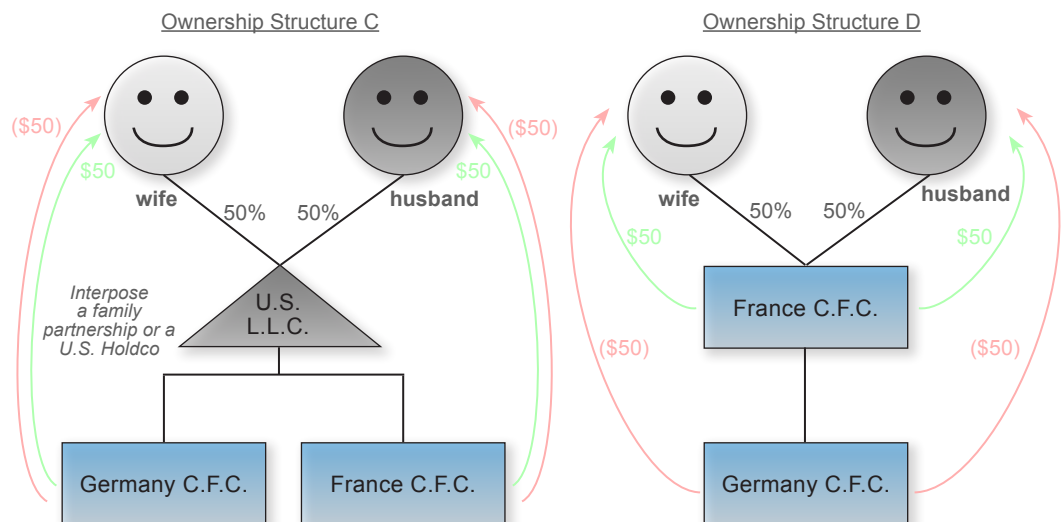 Ownership Structure C
($50)
$50
wife
50%
50%
husband
$50
($50)
Interpose
a family
partnership or a
U.S. Holdco
U.S.
L.L.C.
Germany C.F.C.
France C.F.C.
Ownership Structure D
wife
50%
50%
husband
$50
$50
France C.F.C.
($50)
($50)
Germany C.F.C.